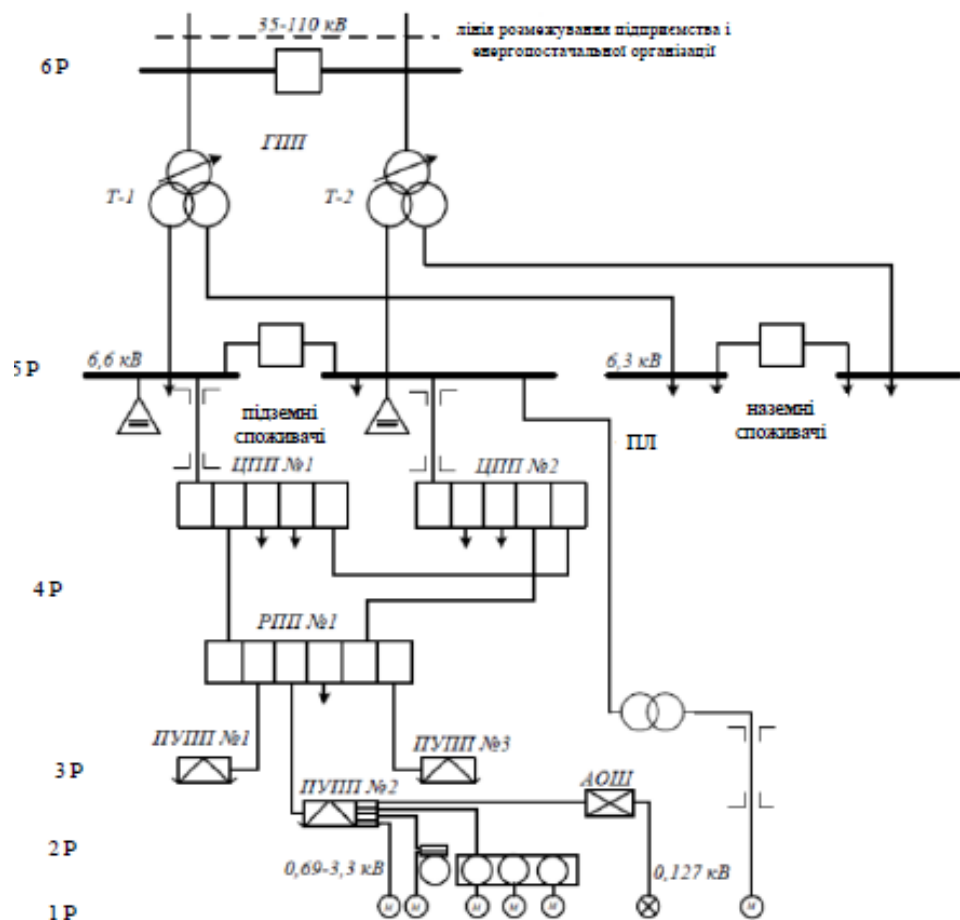 35-110 кВ
лінія розмежування підприємства і
енергопостачальної організації
6 Р
ГПП
Т-1
Т-2
6,6 кВ
6,3 кВ
5 Р
підземні
споживачі
наземні
споживачі
ПЛ
ЦПП №1
ЦПП №2
4 Р
РПП №1
ПУПП №1
ПУПП №3
3 Р
ПУПП №2
АОШ
2 Р
0,69-3,3 кВ
0,127 кВ
1 Р
М
М
М
М
М
М